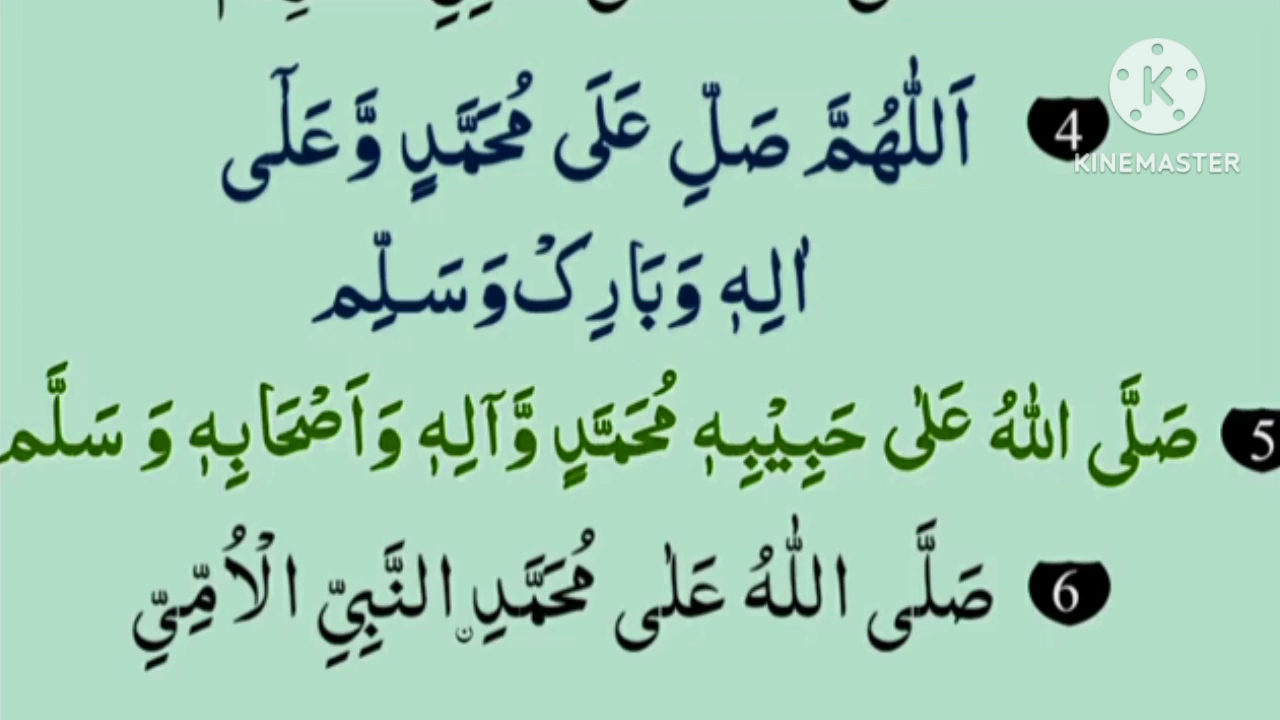 اَللّٰهُمَّ صَلِّ عَلَى مُحَمَّدٍ وَّعَلٰٓى 4
KINEMASTER
اٰلِهٖ وَبَارِكْ وَسَلِّم
صَلَّى اللّٰهُ عَلٰى حَبِيْبِهٖ مُحَمَّدٍ وَّآلِهٖ وَاَصْحَابِهٖ وَ سَلَّم 5
صَلَّى اللّٰهُ عَلٰى مُحَمَّدِ ۨالنَّبِيِّ الْاُمِّيِّ 6